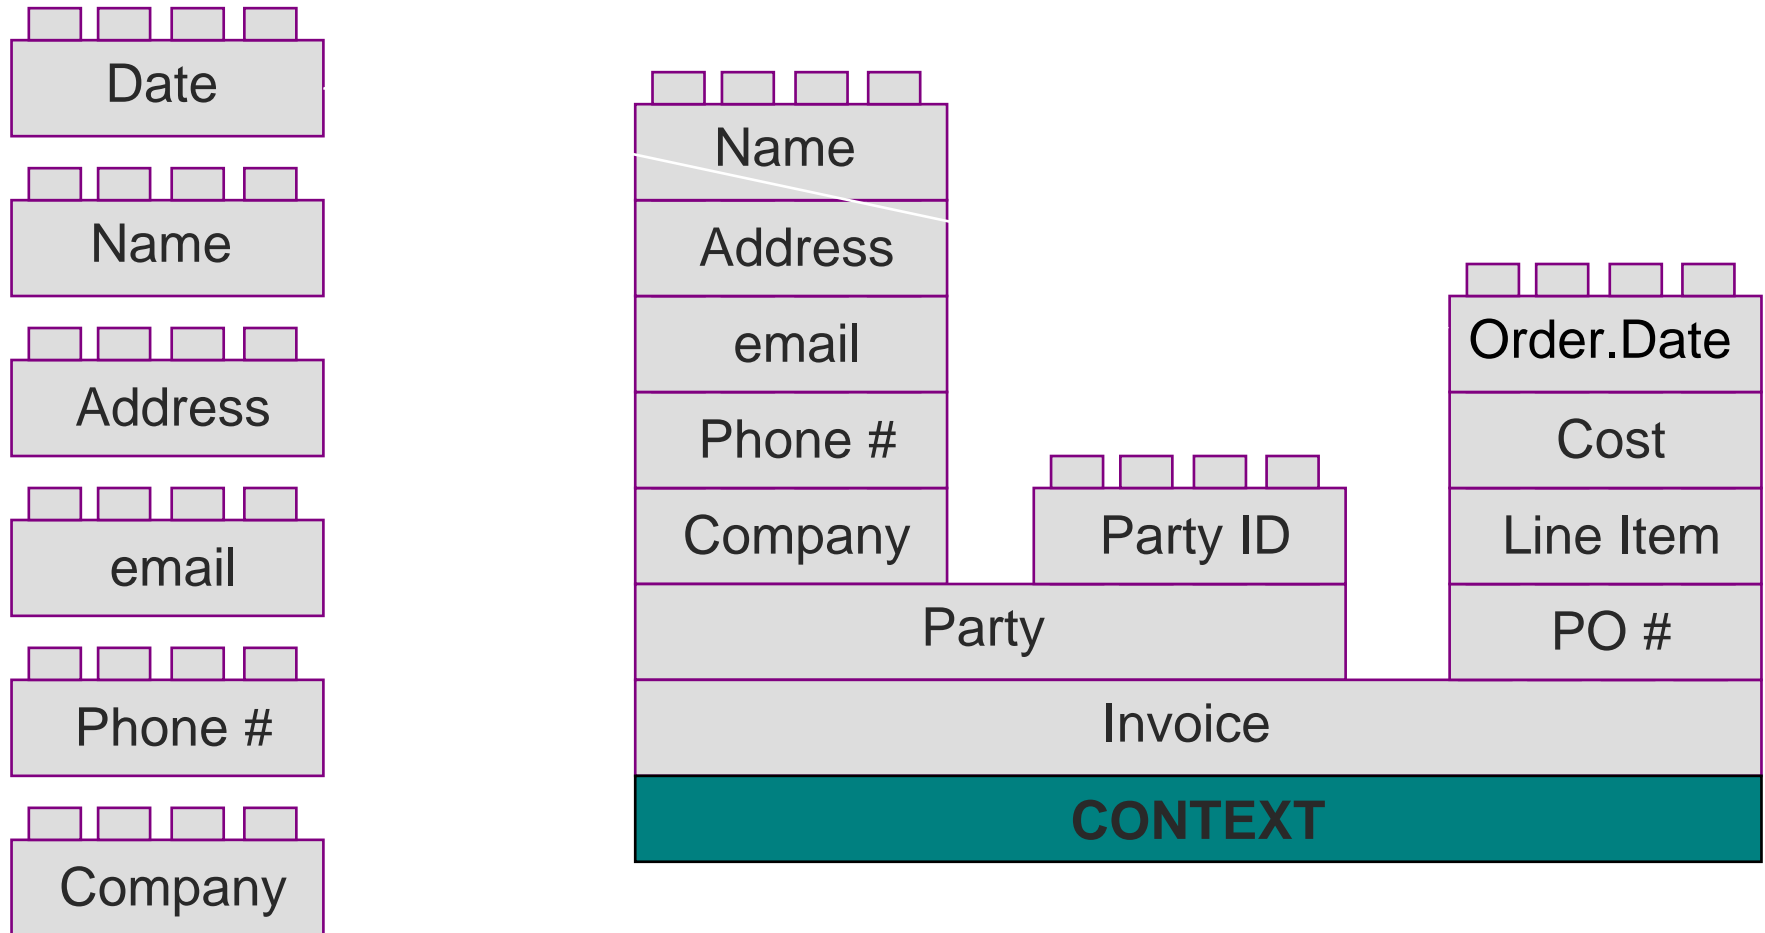 Date
Name
Address
email
Phone #
Company
Name
Address
email
Phone #
Company
Party ID
Party
Order.Date
Cost
Line Item
PO #
Invoice
CONTEXT